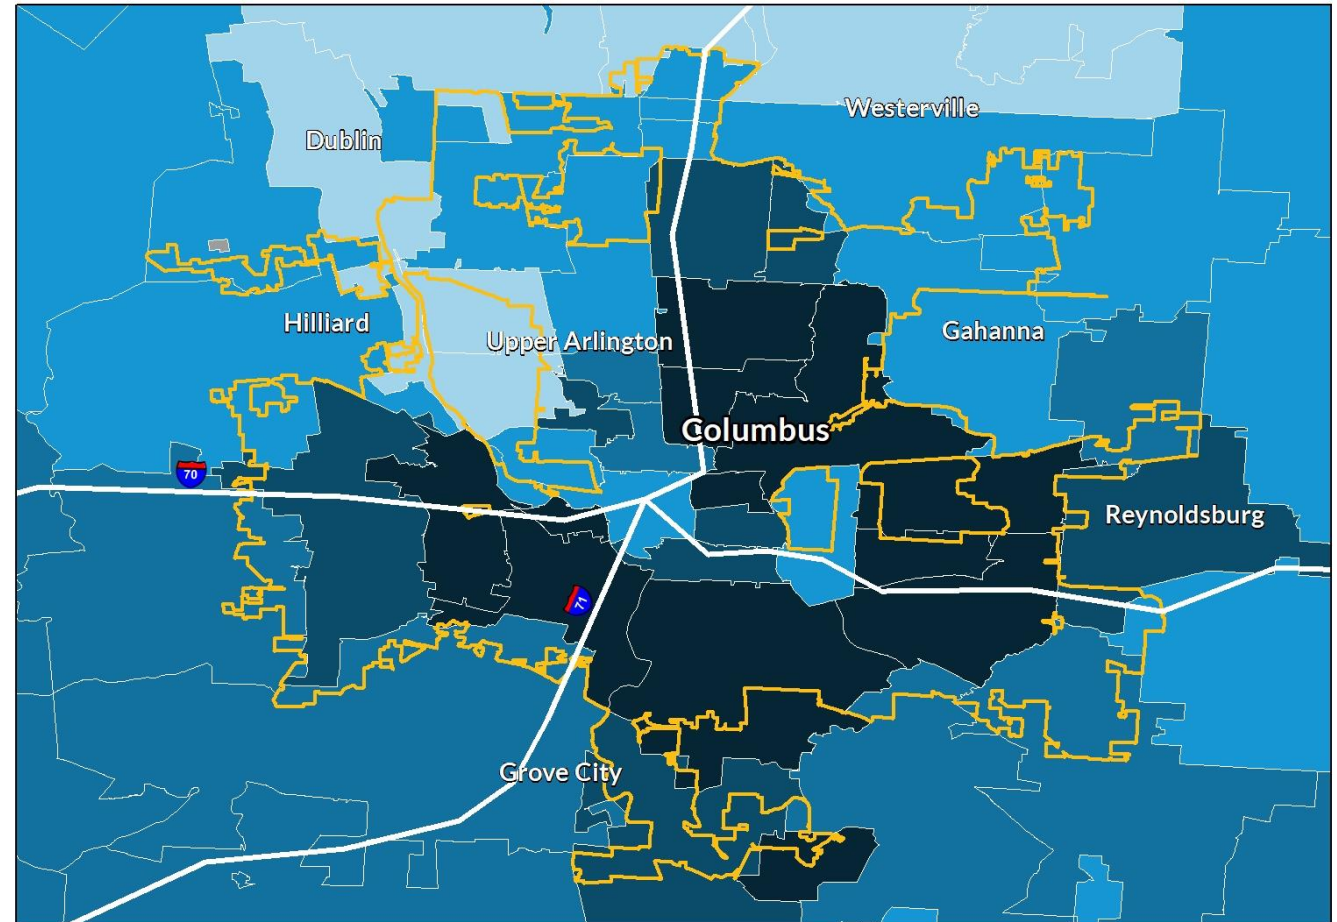 Westerville
Dublin
Hilliard
Upper Arlington
Gahanna
Columbus
70
Reynoldsburg
71
Grove City